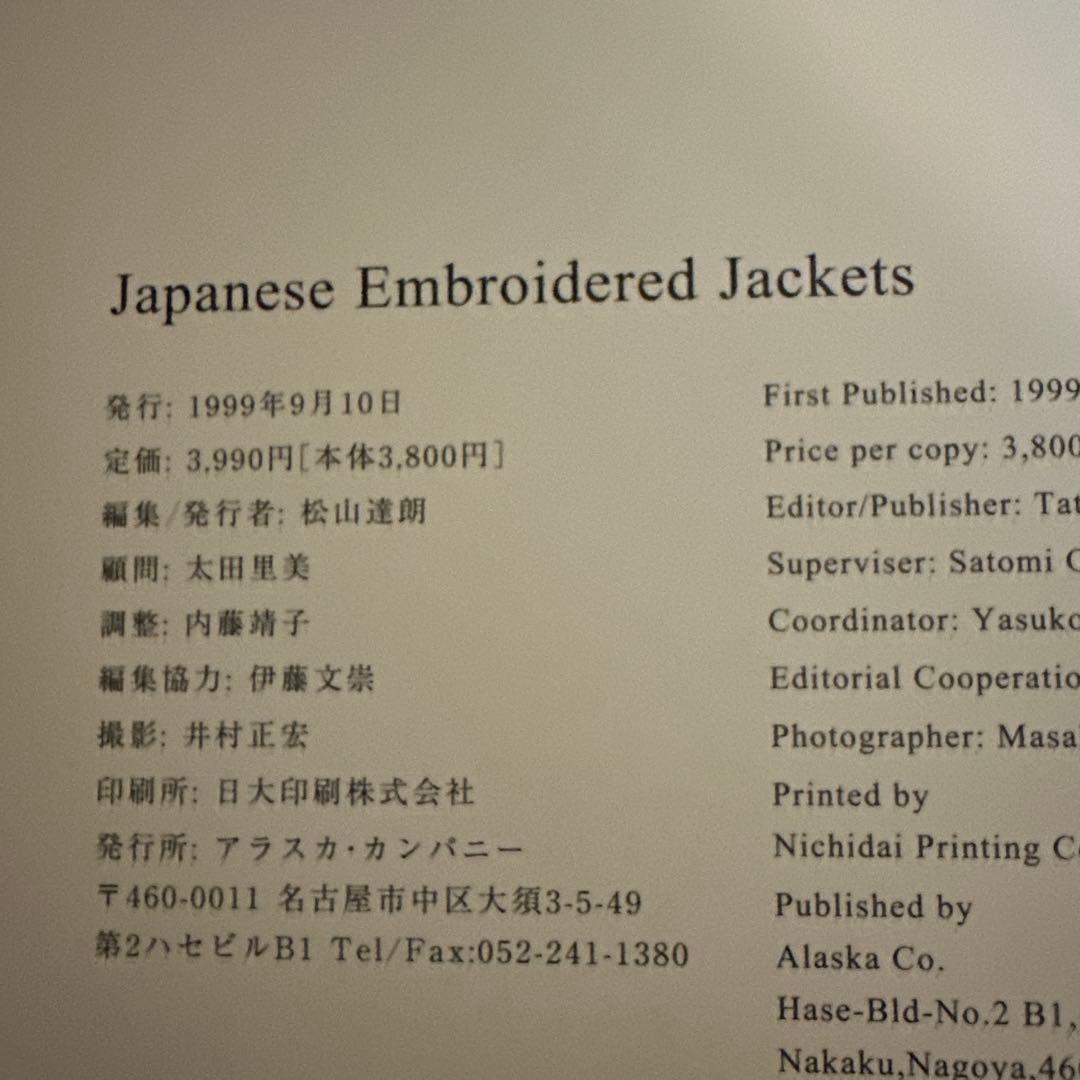 Japanese Embroidered Jackets
発行: 1999年9月10日
定価: 3,990円[本体3,800円]
編集/発行者: 松山達朗
顧問: 太田里美
調整: 内藤靖子
編集協力: 伊藤文崇
撮影: 井村正宏
印刷所: 日大印刷株式会社
発行所: アラスカ・カンパニー
〒460-0011 名古屋市中区大須3-5-49
第2ハセビルB1 Tel/Fax:052-241-1380
First Published: 1999
Price per copy: 3,800
Editor/Publisher: Tat
Superviser: Satomi
Coordinator: Yasuko
Editorial Cooperatio
Photographer: Masa
Printed by
Nichidai Printing C
Published by
Alaska Co.
Hase-Bld-No.2 B1,
Nakaku,Nagoya,46